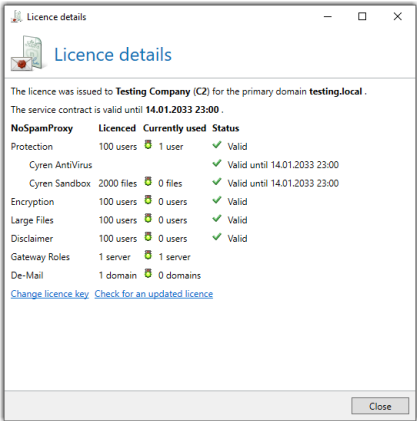 Licence details
Licence details
The licence was issued to Testing Company (C2) for the primary domain testing.local .
The service contract is valid until 14.01.2033 23:00 .
NoSpamProxy Licenced Currently used Status
Protection 100 users 1 user Valid
Cyren AntiVirus Valid until 14.01.2033 23:00
Cyren Sandbox 2000 files 0 files Valid until 14.01.2033 23:00
Encryption 100 users 0 users Valid
Large Files 100 users 0 users Valid
Disclaimer 100 users 0 users Valid
Gateway Roles 1 server 1 server
De-Mail 1 domain 0 domains
Change licence key Check for an updated licence
Close